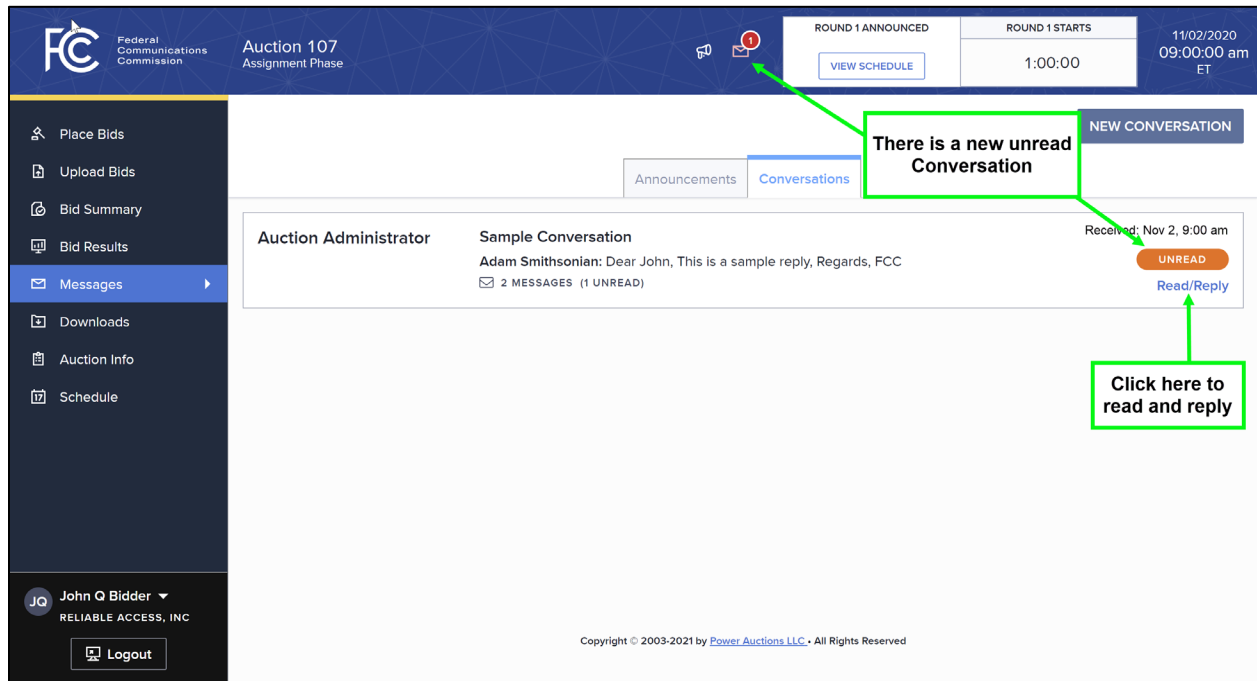 FCC
Federal
Communications
Commission
Auction 107
Assignment Phase
1
ROUND 1 ANNOUNCED
VIEW SCHEDULE
ROUND 1 STARTS
1:00:00
11/02/2020
09:00:00 am
ET
Place Bids
Upload Bids
Bid Summary
Bid Results
Messages
Downloads
Auction Info
17 Schedule
NEW CONVERSATION
There is a new unread
Conversation
Announcements
Conversations
Auction Administrator
Sample Conversation
Adam Smithsonian: Dear John, This is a sample reply, Regards, FCC
2 MESSAGES (1 UNREAD)
Received: Nov 2, 9:00 am
UNREAD
Read/Reply
Click here to
read and reply
JQ
John Q Bidder
RELIABLE ACCESS, INC
Logout
Copyright © 2003-2021 by Power Auctions LLC • All Rights Reserved